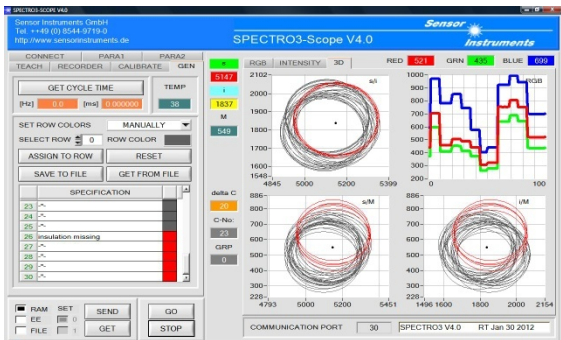 SPECTRO3-Scope V4.0
Sensor Instruments GmbH
Tel. ++49 (0) 8544-9719-0
http://www.sensorinstruments.de
SPECTRO3-Scope V4.0
Sensor
Instruments
CONNECT PARA1 PARA2
TEACH RECORDER CALIBRATE GEN
GET CYCLE TIME
TEMP
[Hz] 0.0 [ms] 0.000000 38
SET ROW COLORS MANUALLY
SELECT ROW 0 ROW COLOR
ASSIGN TO ROW RESET
SAVE TO FILE GET FROM FILE
SPECIFICATION
23 -"-
24 -"-
25 -"-
26 insulation missing
27 -"-
28 -"-
29 -"-
30 -"-
RAM SET SEND GO
EE 0
FILE 1 GET STOP
s
5147
i
1837
M
549
delta C
20
C-No:
23
GRP
0
RGB INTENSITY 3D
RED 521 GRN 435 BLUE 699
s/i
2102
2000
1900
1800
1700
1600
1548
4845 5000 5200 5399
RGB
1000
900
800
700
600
500
400
300
200
0 100
s/M
886
800
700
600
500
400
300
228
4793 5000 5200 5451
i/M
886
800
700
600
500
400
300
228
1496 1600 1800 2000 2154
COMMUNICATION PORT 30 SPECTRO3 V4.0 RT Jan 30 2012